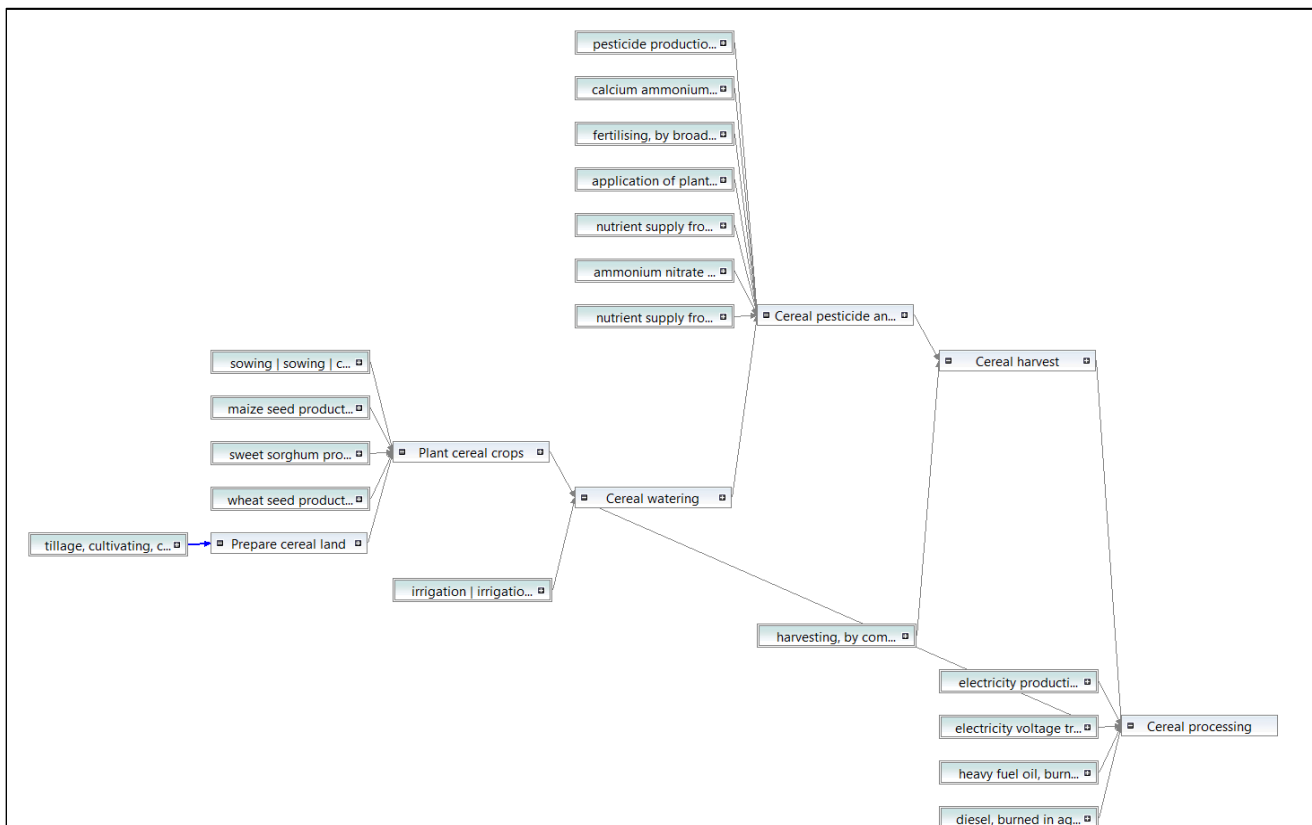 pesticide productio...
calcium ammonium...
fertilising, by broad...
application of plant...
nutrient supply fro...
ammonium nitrate ...
nutrient supply fro...
Cereal pesticide an...
sowing | sowing | c...
Cereal harvest
maize seed product...
sweet sorghum pro...
Plant cereal crops
wheat seed product...
Cereal watering
tillage, cultivating, c...
Prepare cereal land
irrigation | irrigatio...
harvesting, by com...
electricity producti...
electricity voltage tr...
Cereal processing
heavy fuel oil, burn...
diesel, burned in ag...